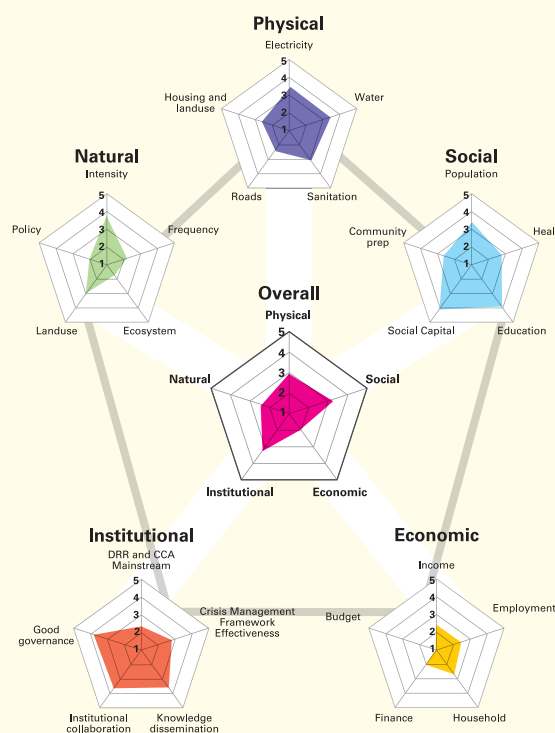 Physical
Electricity
5
4
3
2
1
Housing and
landuse
Water
Roads
Sanitation
Natural
Intensity
5
4
3
2
1
Policy
Frequency
Landuse
Ecosystem
Social
Population
5
4
3
2
1
Community
prep
Heal
Social Capital
Education
Overall
Physical
5
4
3
2
1
Natural
Social
Institutional
Economic
Institutional
DRR and CCA
Mainstream
5
4
3
2
1
Good
governance
Crisis Management
Framework
Effectiveness
Institutional
collaboration
Knowledge
dissemination
Economic
Income
5
4
3
2
1
Budget
Employment
Finance
Household